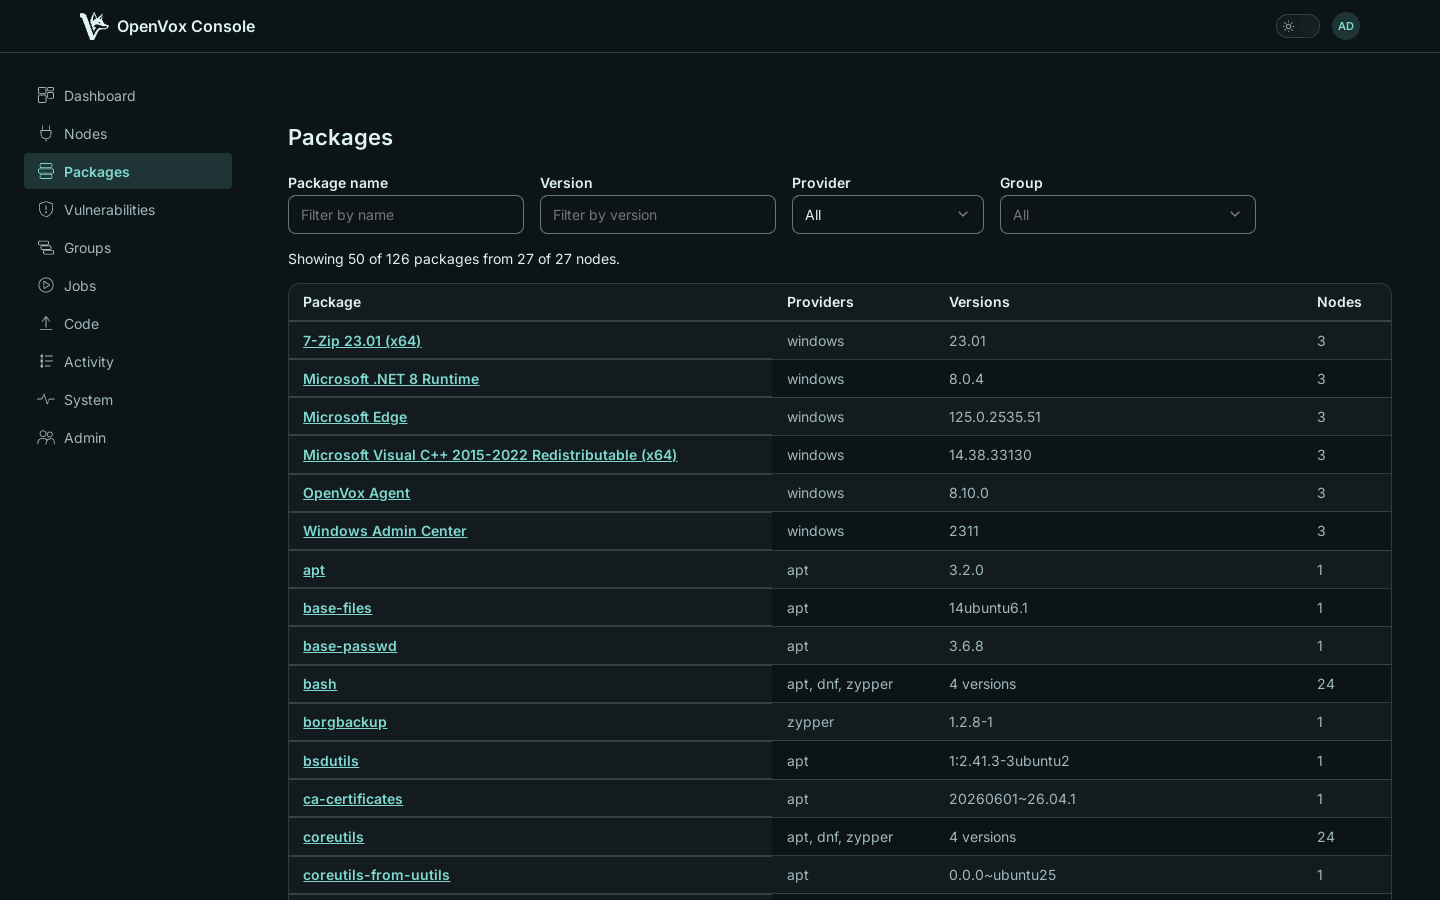 OpenVox Console
AD
Dashboard
Nodes
Packages
Vulnerabilities
Groups
Jobs
Code
Activity
System
Admin
Packages
Package name Version Provider Group
Filter by name Filter by version All All
Showing 50 of 126 packages from 27 of 27 nodes.
Package Providers Versions Nodes
7-Zip 23.01 (x64) windows 23.01 3
Microsoft .NET 8 Runtime windows 8.0.4 3
Microsoft Edge windows 125.0.2535.51 3
Microsoft Visual C++ 2015-2022 Redistributable (x64) windows 14.38.33130 3
OpenVox Agent windows 8.10.0 3
Windows Admin Center windows 2311 3
apt apt 3.2.0 1
base-files apt 14ubuntu6.1 1
base-passwd apt 3.6.8 1
bash apt, dnf, zypper 4 versions 24
borgbackup zypper 1.2.8-1 1
bsdutils apt 1:2.41.3-3ubuntu2 1
ca-certificates apt 20260601~26.04.1 1
coreutils apt, dnf, zypper 4 versions 24
coreutils-from-uutils apt 0.0.0~ubuntu25 1